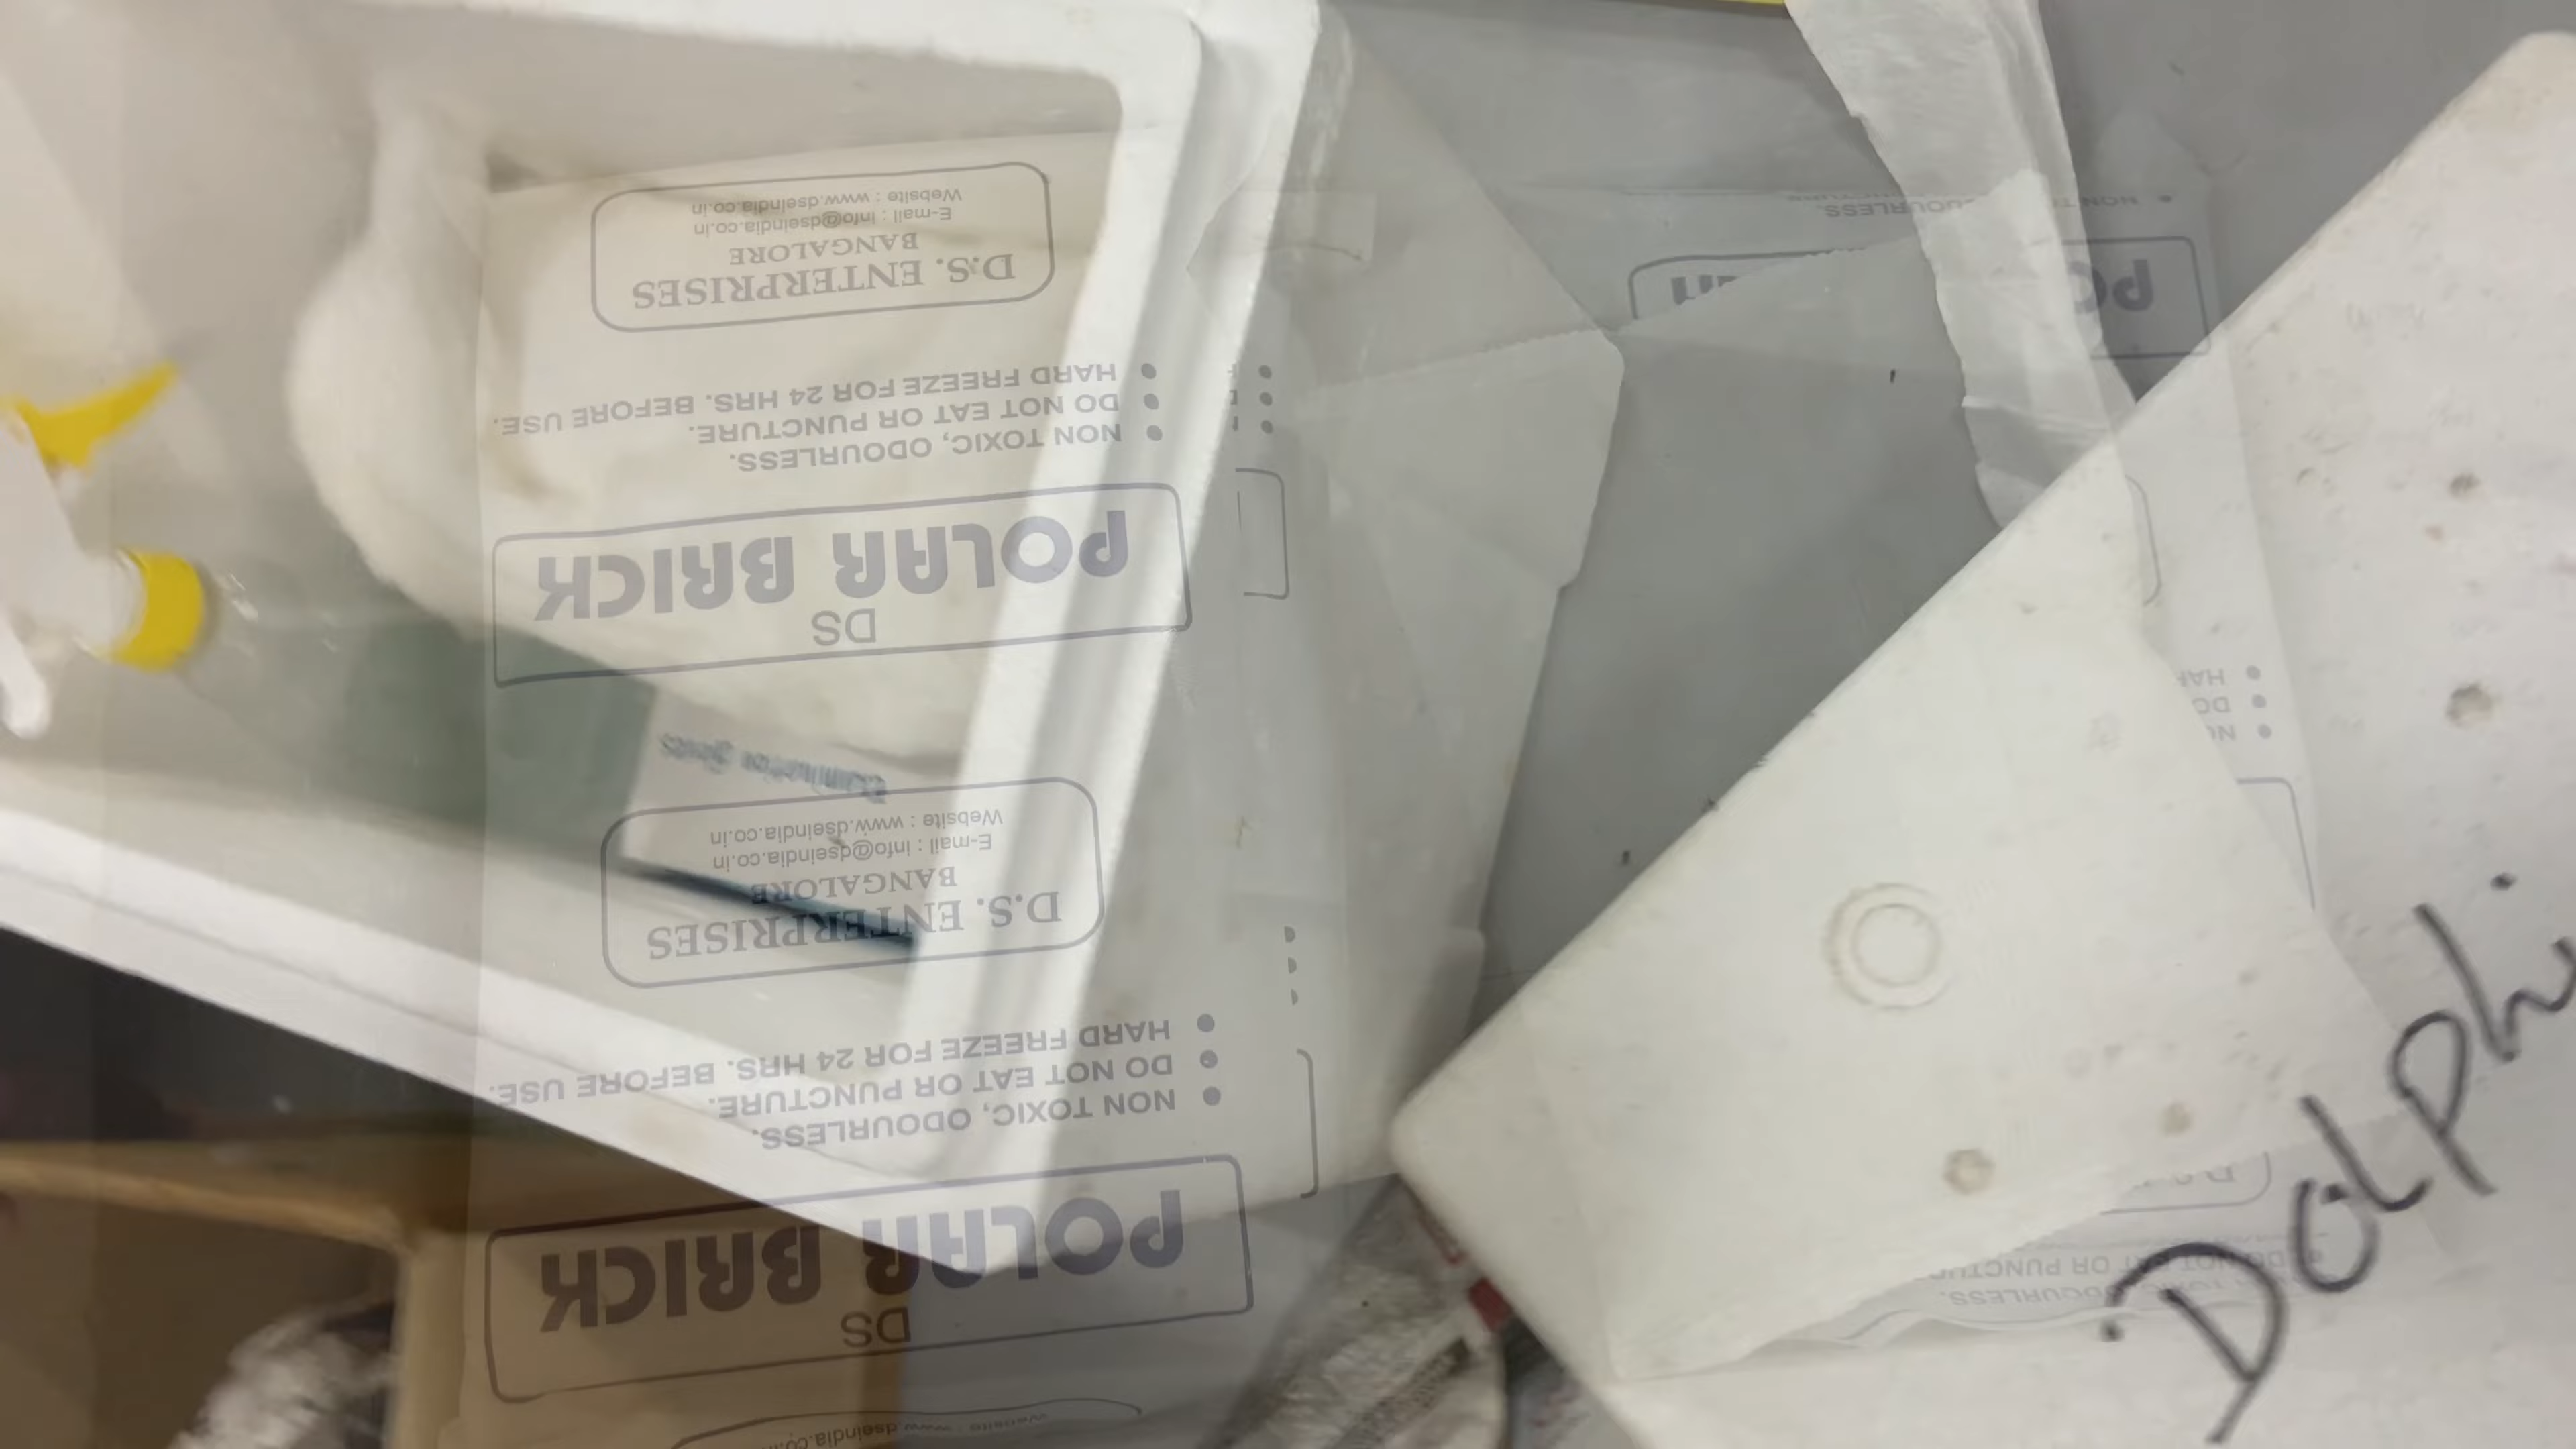 DS
POLAR BRICK
NON TOXIC, ODOURLESS.
DO NOT EAT OR PUNCTURE.
HARD FREEZE FOR 24 HRS. BEFORE USE.
D.S. ENTERPRISES
BANGALORE
E-mail : info@dseindia.co.in
Website : www.dseindia.co.in
DS
POLAR BRICK
NON TOXIC, ODOURLESS.
DO NOT EAT OR PUNCTURE.
HARD FREEZE FOR 24 HRS. BEFORE USE.
D.S. ENTERPRISES
BANGALORE
E-mail : info@dseindia.co.in
Website : www.dseindia.co.in
Examination Gloves